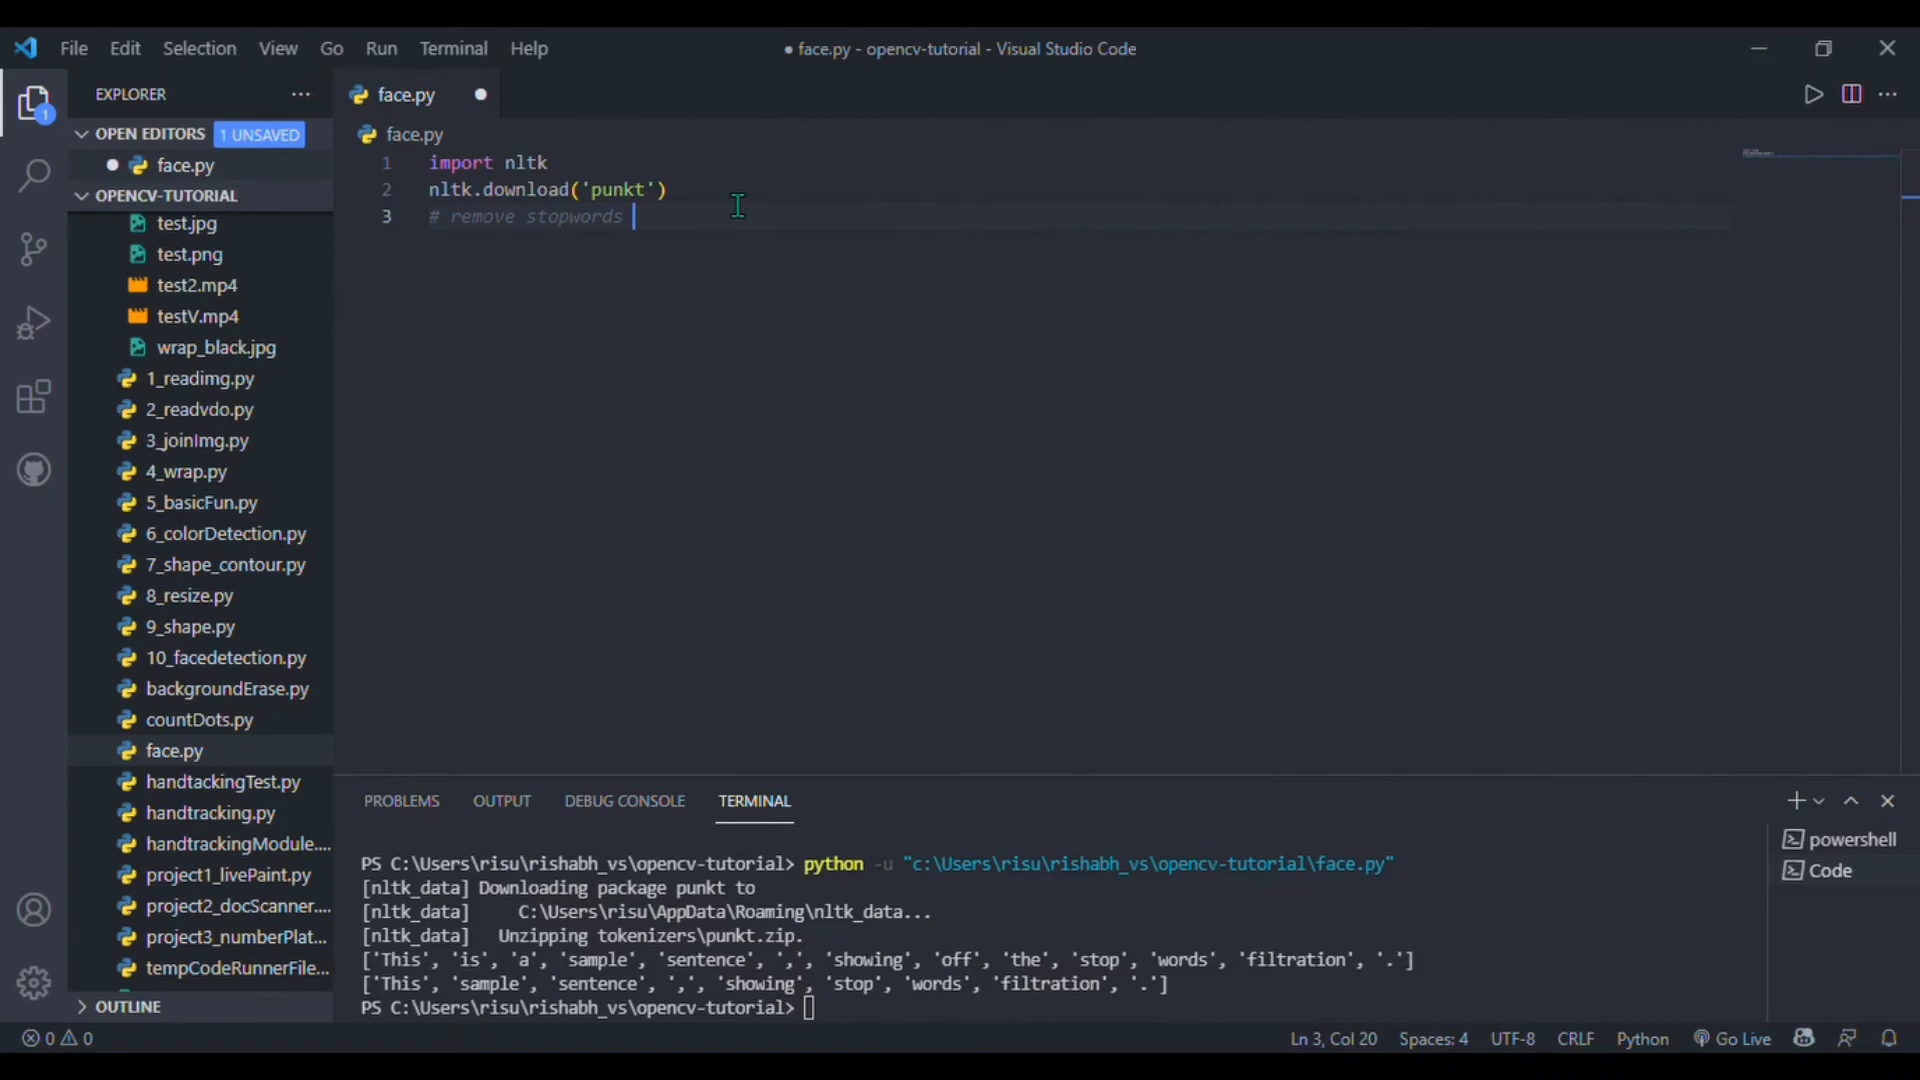 File Edit Selection View Go Run Terminal Help
● face.py - opencv-tutorial - Visual Studio Code
EXPLORER
OPEN EDITORS 1 UNSAVED
face.py
OPENCV-TUTORIAL
test.jpg
test.png
test2.mp4
testV.mp4
wrap_black.jpg
1_readimg.py
2_readvdo.py
3_joinImg.py
4_wrap.py
5_basicFun.py
6_colorDetection.py
7_shape_contour.py
8_resize.py
9_shape.py
10_facedetection.py
backgroundErase.py
countDots.py
face.py
handtackingTest.py
handtracking.py
handtrackingModule....
project1_livePaint.py
project2_docScanner....
project3_numberPlat...
tempCodeRunnerFile...
OUTLINE
1
face.py
face.py
1 import nltk
2 nltk.download('punkt')
3 # remove stopwords
PROBLEMS OUTPUT DEBUG CONSOLE TERMINAL
PS C:\Users\risu\rishabh_vs\opencv-tutorial> python -u "c:\Users\risu\rishabh_vs\opencv-tutorial\face.py"
[nltk_data] Downloading package punkt to
[nltk_data] C:\Users\risu\AppData\Roaming\nltk_data...
[nltk_data] Unzipping tokenizers\punkt.zip.
['This', 'is', 'a', 'sample', 'sentence', ',', 'showing', 'off', 'the', 'stop', 'words', 'filtration', '.']
['This', 'sample', 'sentence', ',', 'showing', 'stop', 'words', 'filtration', '.']
PS C:\Users\risu\rishabh_vs\opencv-tutorial>
powershell
Code
0 0
Ln 3, Col 20 Spaces: 4 UTF-8 CRLF Python Go Live